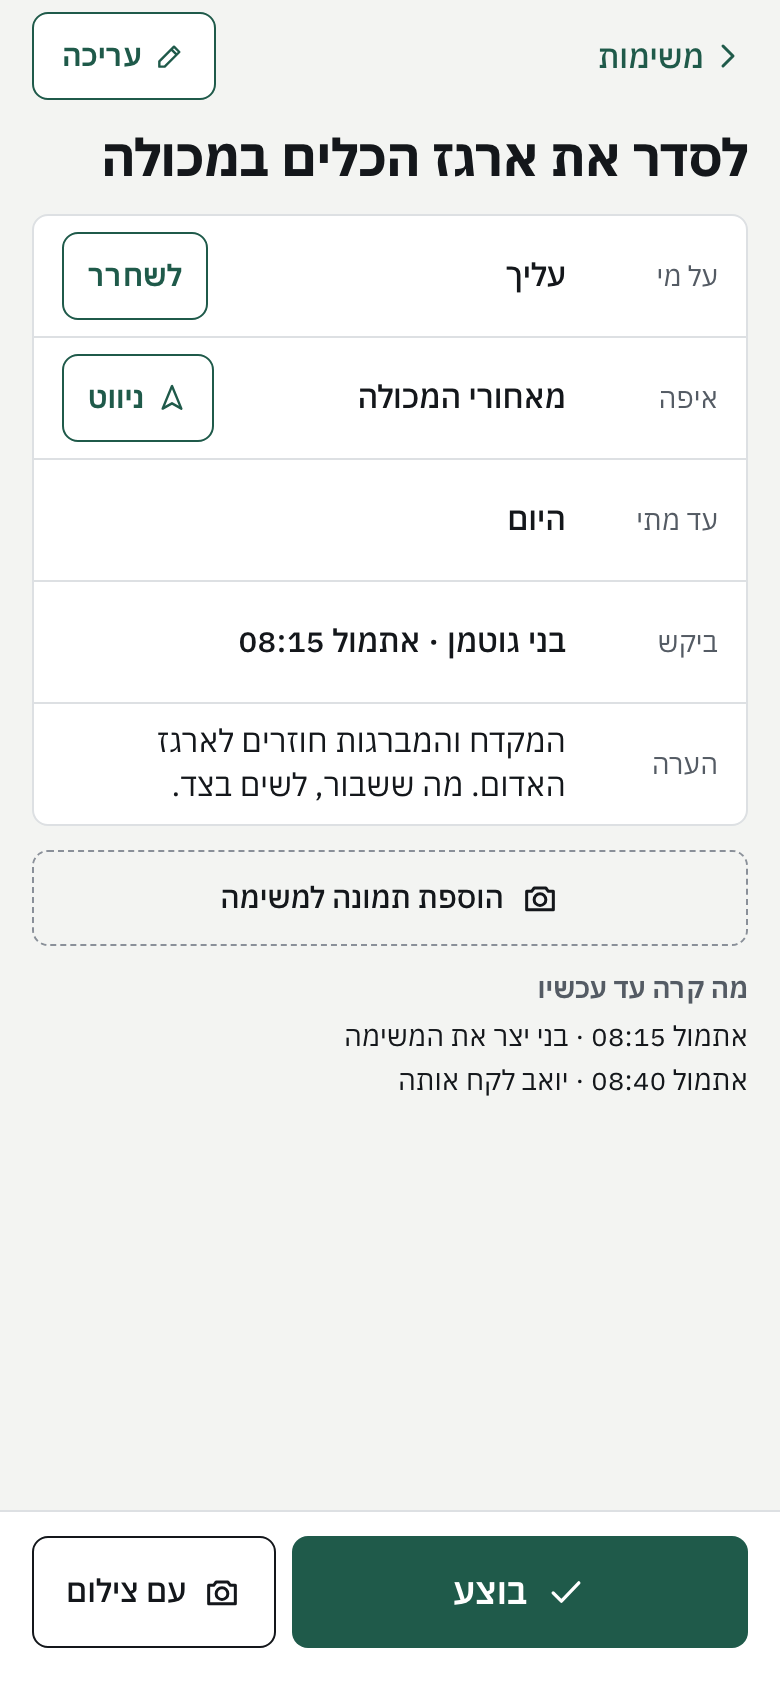 משימות
עריכה
לסדר את ארגז הכלים במכולה
על מי
עליך
לשחרר
איפה
מאחורי המכולה
ניווט
עד מתי
היום
ביקש
בני גוטמן · אתמול 08:15
הערה
המקדח והמברגות חוזרים לארגז
האדום. מה ששבור, לשים בצד.
הוספת תמונה למשימה
מה קרה עד עכשיו
אתמול 08:15 · בני יצר את המשימה
אתמול 08:40 · יואב לקח אותה
בוצע
עם צילום